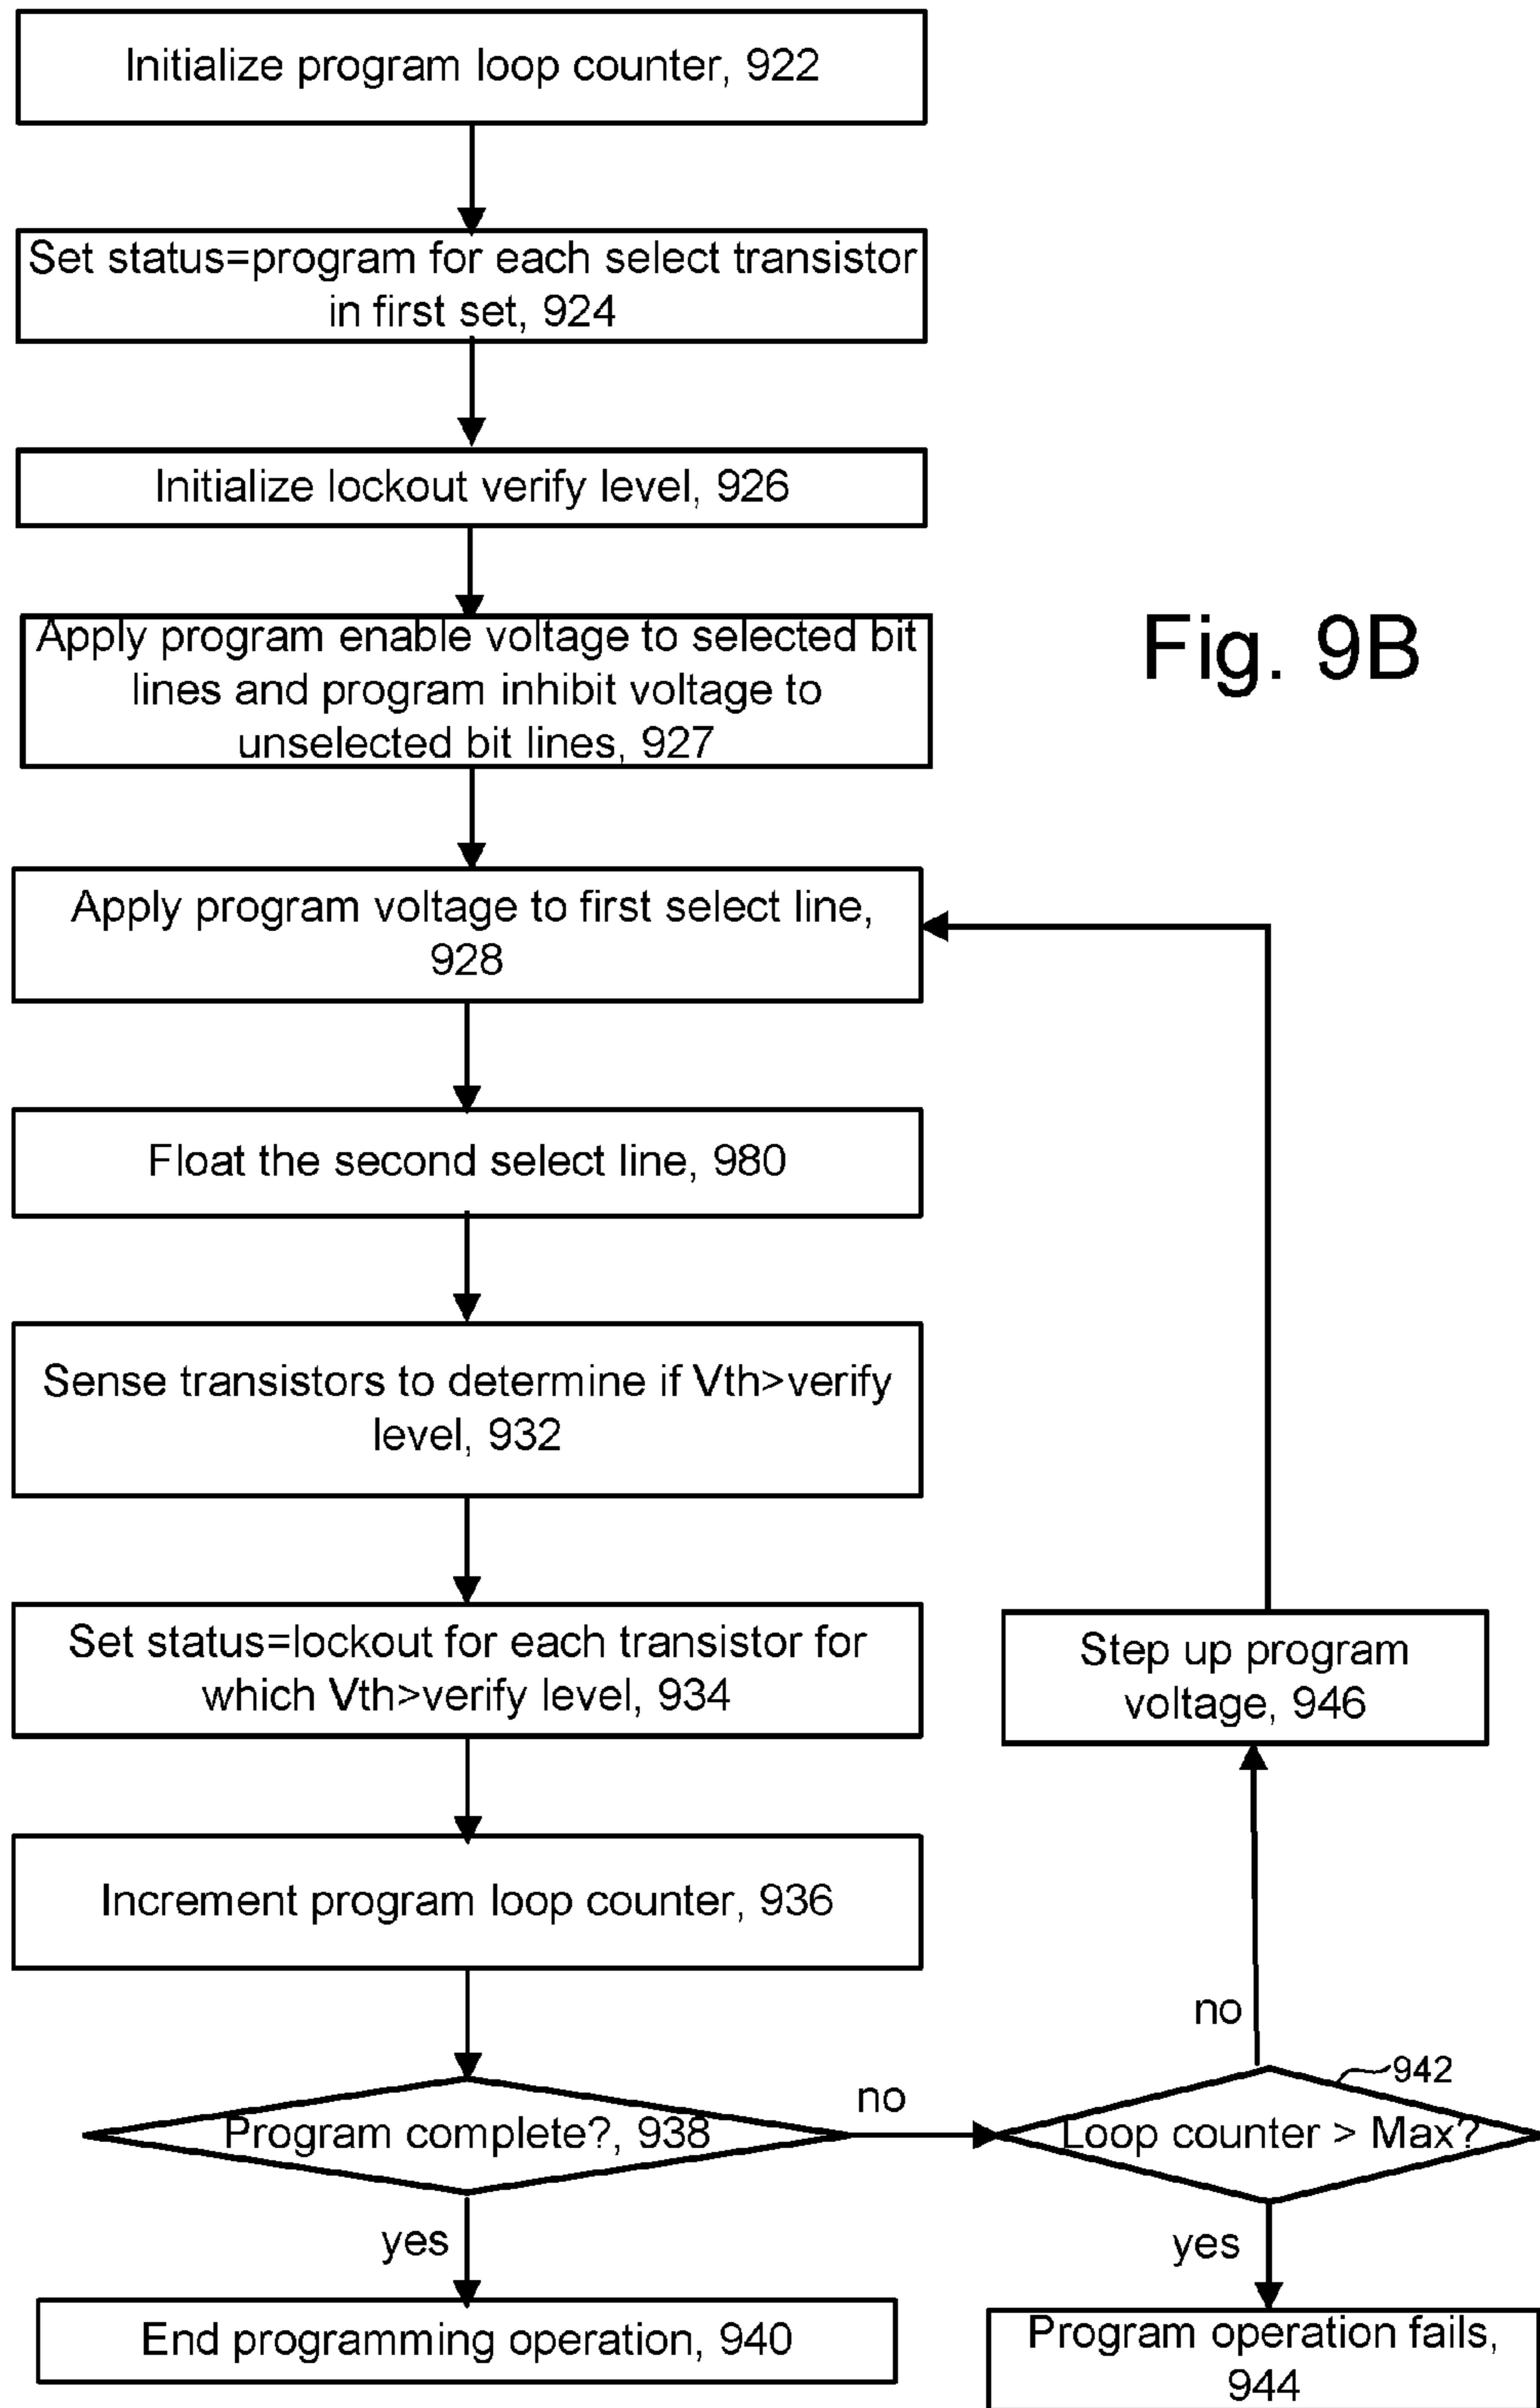 Initialize program loop counter, 922
Set status=program for each select transistor
in first set, 924
Initialize lockout verify level, 926
Apply program enable voltage to selected bit
lines and program inhibit voltage to
unselected bit lines, 927
Fig. 9B
Apply program voltage to first select line,
928
Float the second select line, 980
Sense transistors to determine if Vth>verify
level, 932
Set status=lockout for each transistor for
which Vth>verify level, 934
Step up program
voltage, 946
Increment program loop counter, 936
no
942
Program complete?, 938
no
Loop counter > Max?
yes
yes
End programming operation, 940
Program operation fails,
944